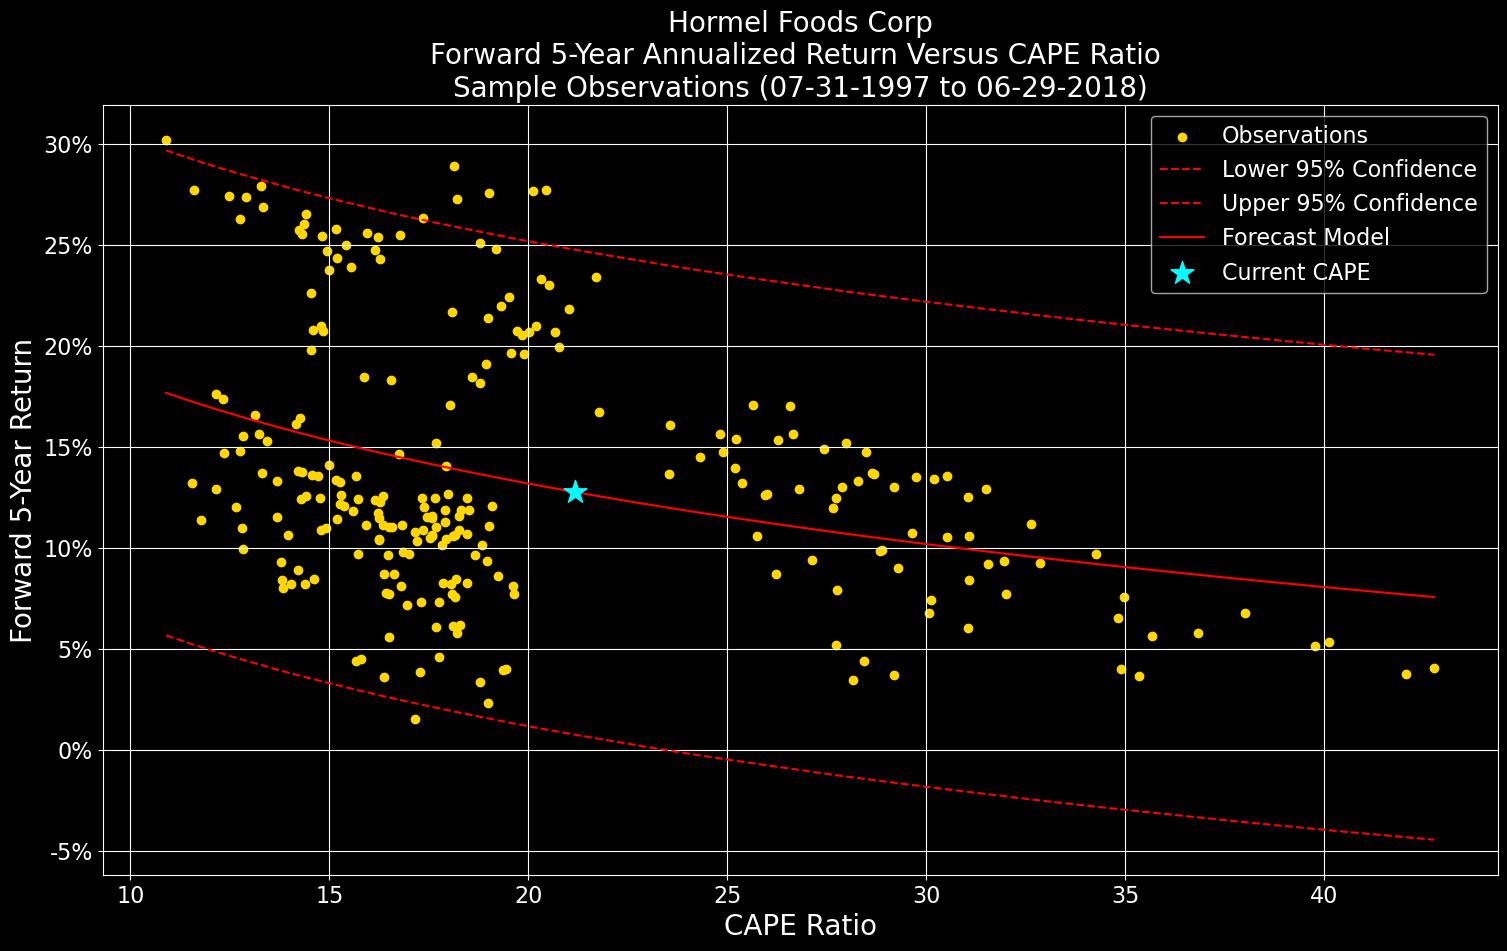 Hormel Foods Corp
Forward 5-Year Annualized Return Versus CAPE Ratio
Sample Observations (07-31-1997 to 06-29-2018)
Observations
Lower 95% Confidence
Upper 95% Confidence
Forecast Model
Current CAPE
Forward 5-Year Return
30%
25%
20%
15%
10%
5%
0%
-5%
10 15 20 25 30 35 40
CAPE Ratio